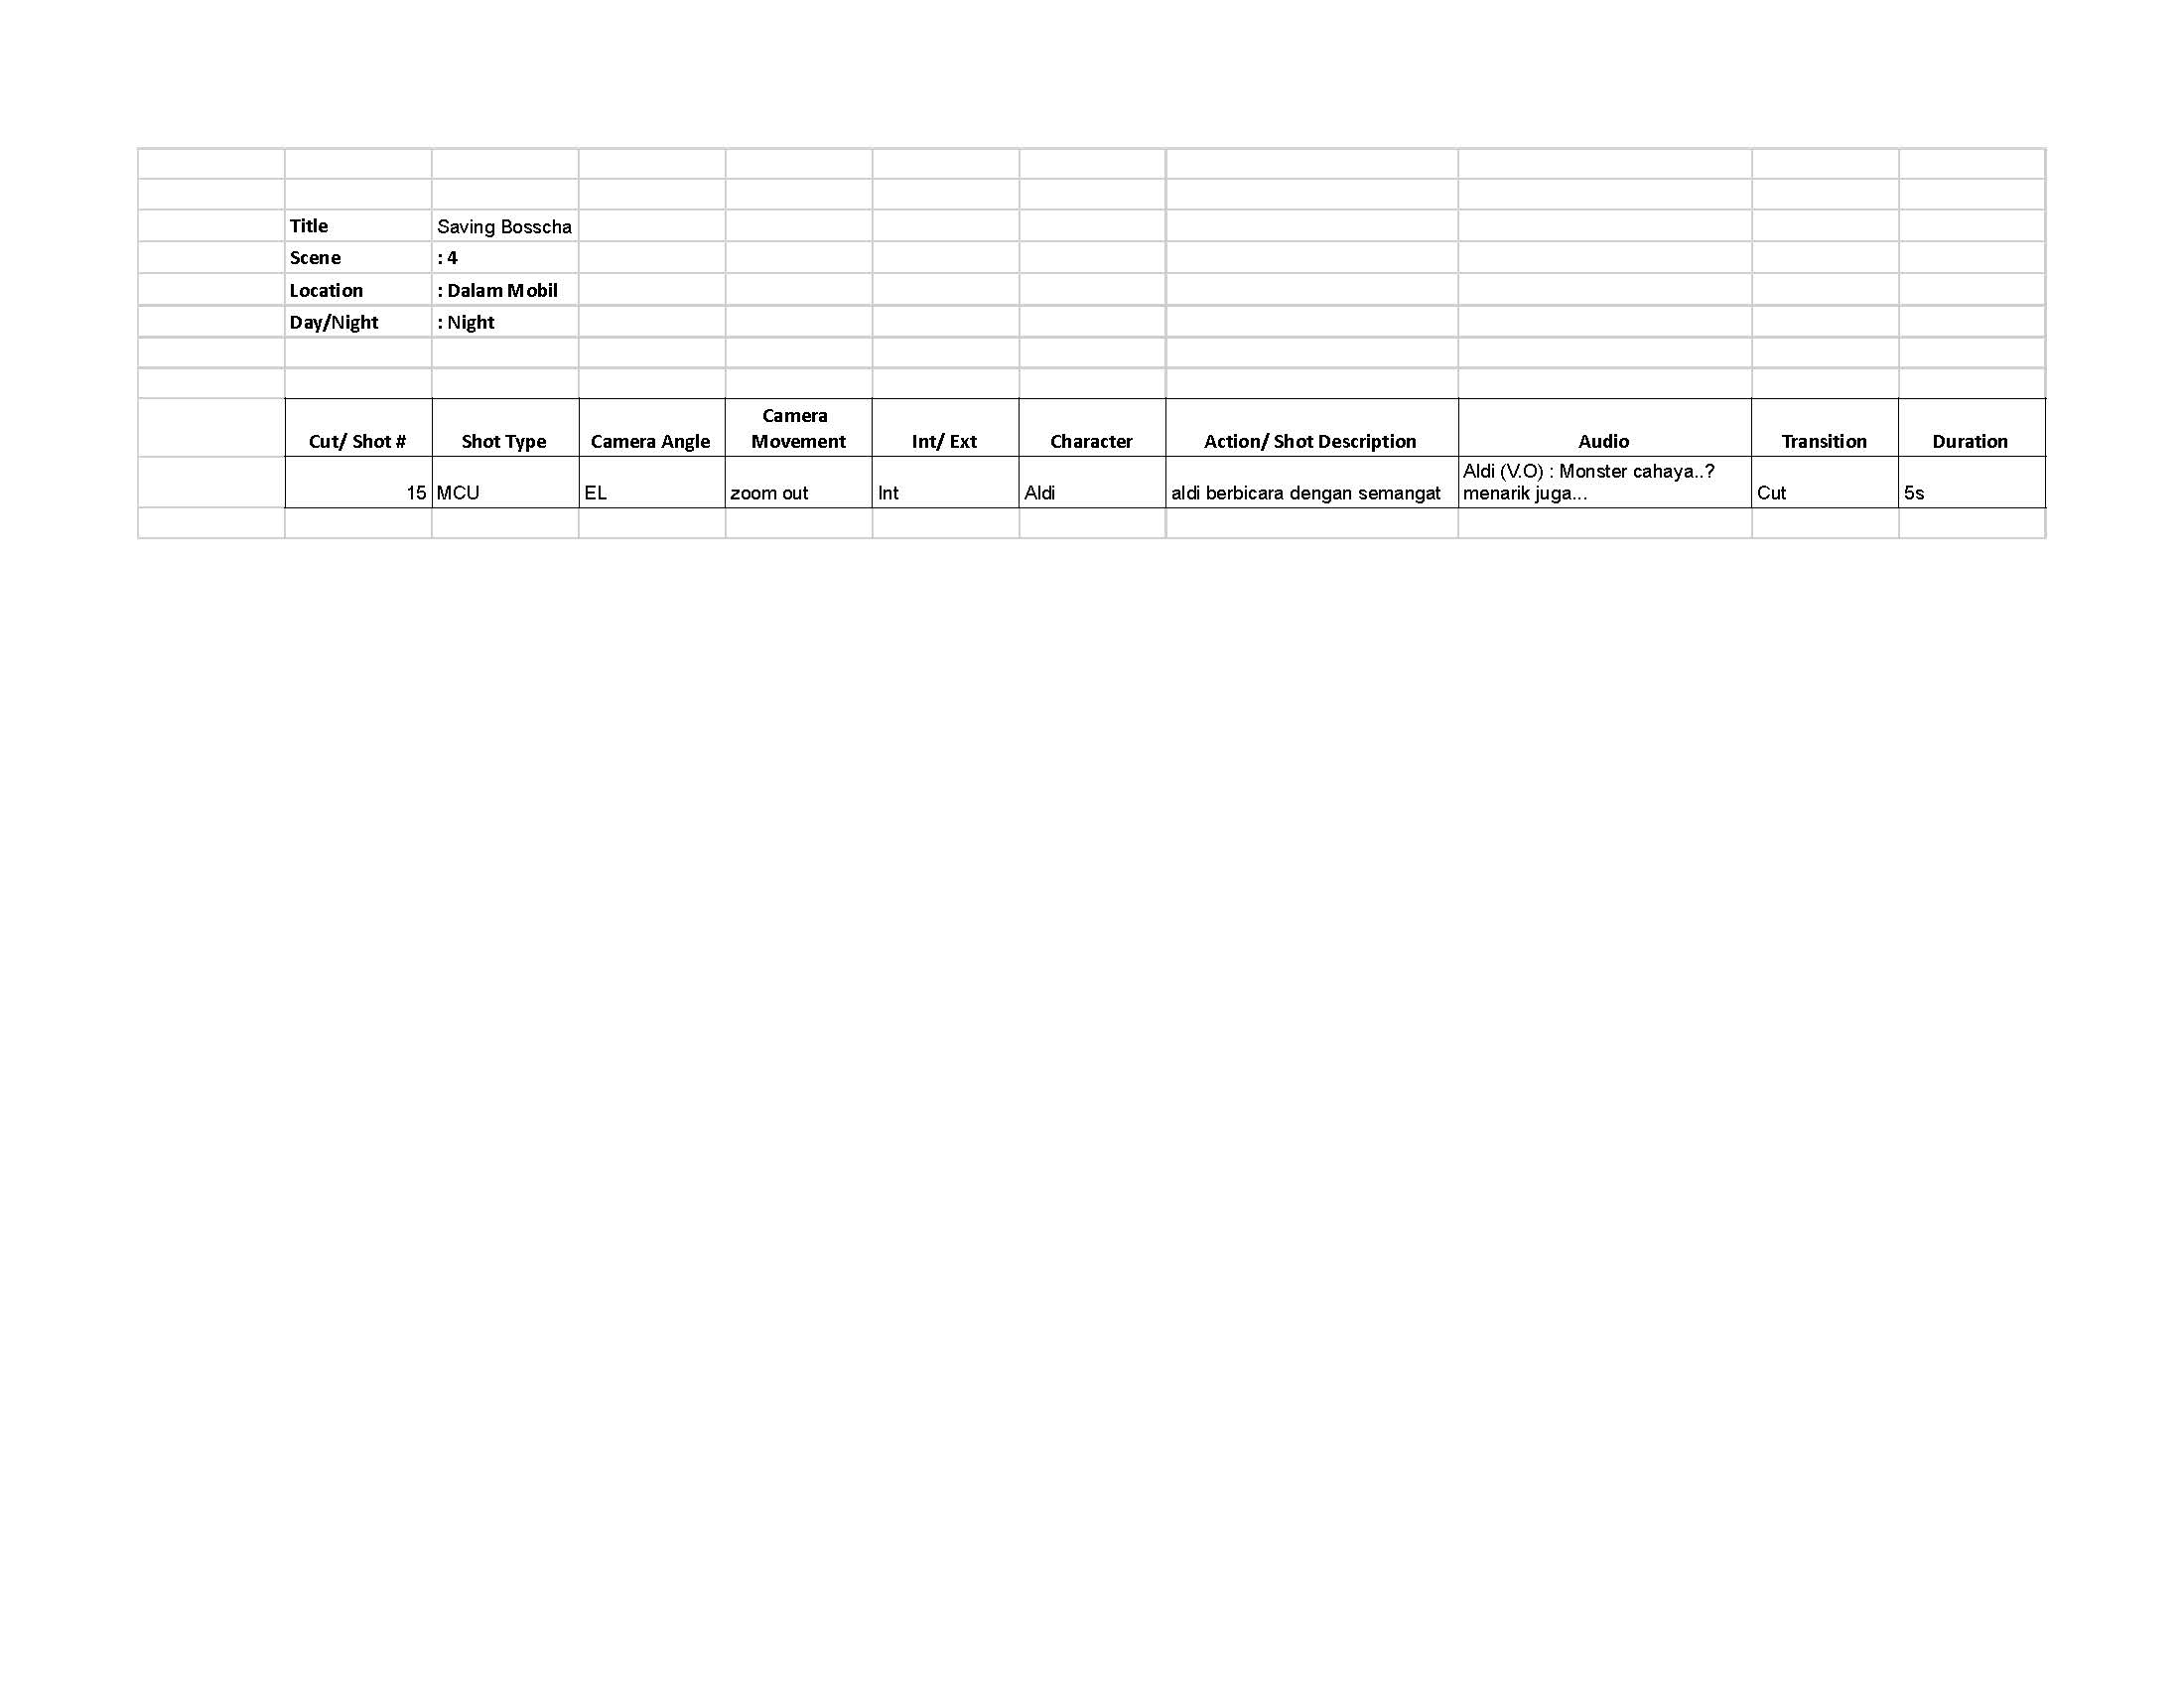 Title Saving Bosscha
Scene : 4
Location : Dalam Mobil
Day/Night : Night
Cut/ Shot # Shot Type Camera Angle Camera Movement Int/ Ext Character Action/ Shot Description Audio Transition Duration
15 MCU EL zoom out Int Aldi aldi berbicara dengan semangat Aldi (V.O) : Monster cahaya..? menarik juga... Cut 5s